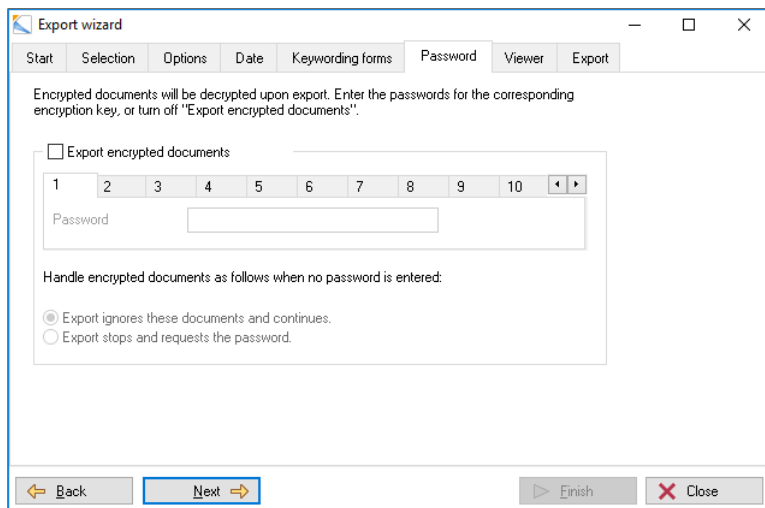 Export wizard
Start Selection Options Date Keywording forms Password Viewer Export
Encrypted documents will be decrypted upon export. Enter the passwords for the corresponding
encryption key, or turn off "Export encrypted documents".
Export encrypted documents
1 2 3 4 5 6 7 8 9 10
Password
Handle encrypted documents as follows when no password is entered:
Export ignores these documents and continues.
Export stops and requests the password.
Back Next Finish Close